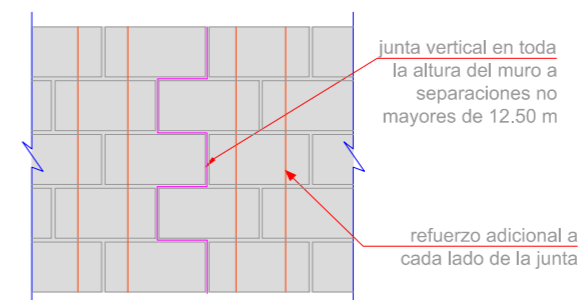 junta vertical en toda
la altura del muro a
separaciones no
mayores de 12.50 m
refuerzo adicional a
cada lado de la junta